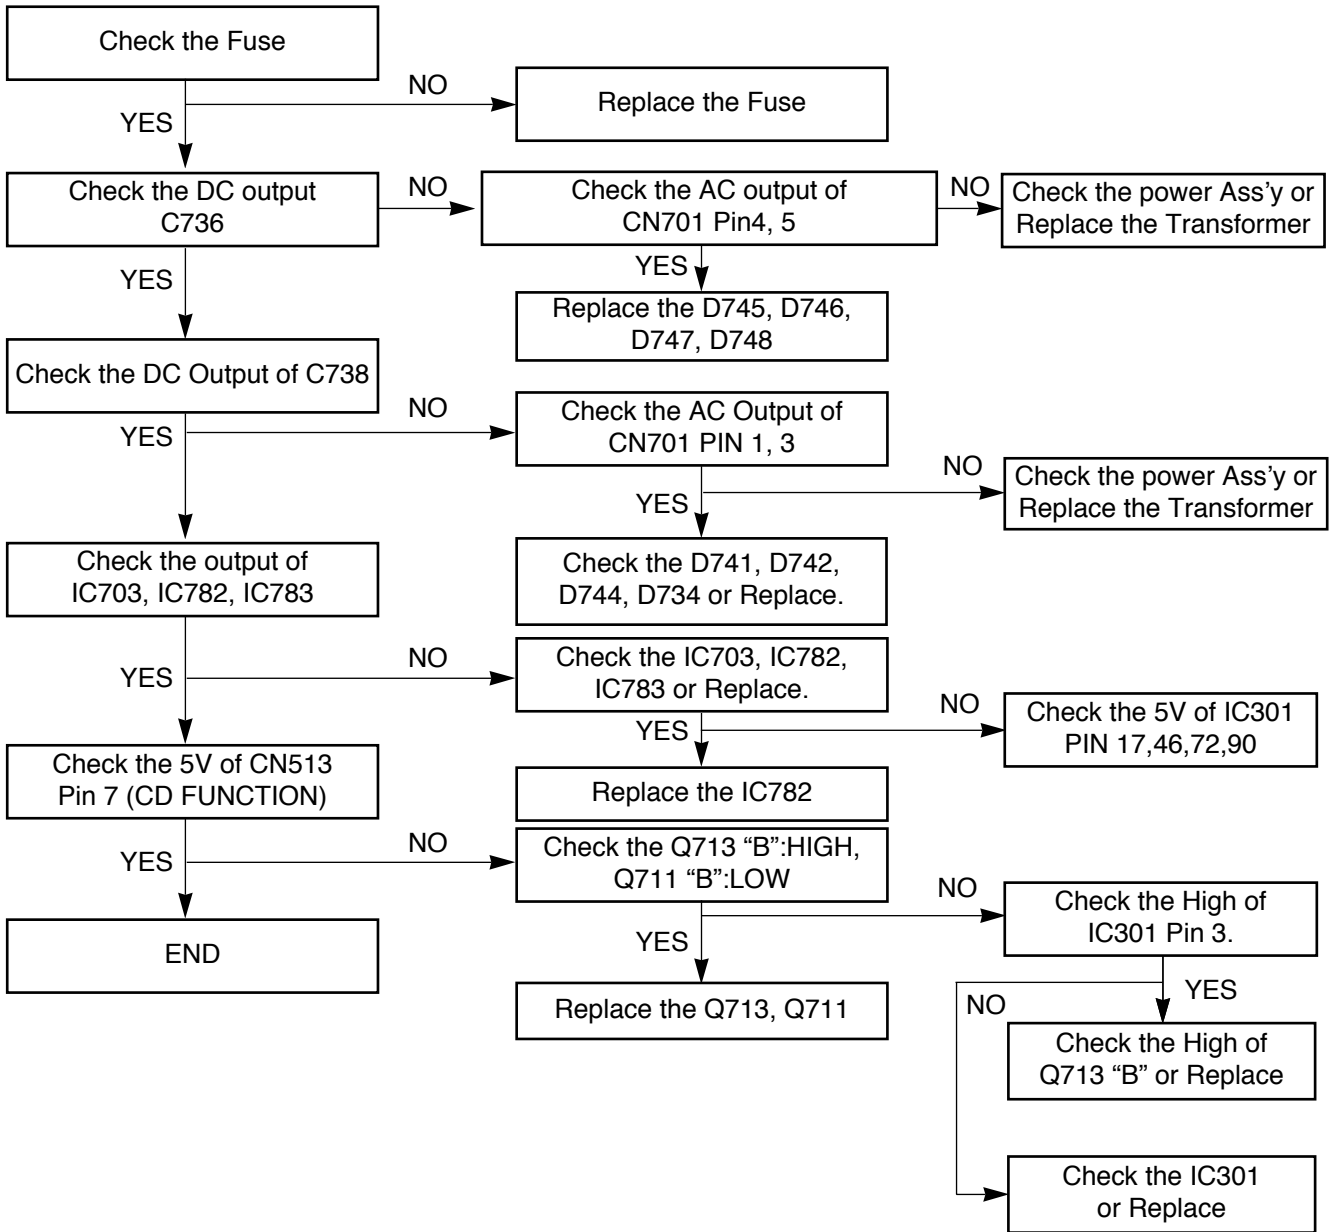 Check the Fuse
NO
Replace the Fuse
YES
Check the DC output
C736
NO
Check the AC output of
CN701 Pin4, 5
NO
Check the power Ass’y or
Replace the Transformer
YES
YES
Replace the D745, D746,
D747, D748
Check the DC Output of C738
NO
Check the AC Output of
CN701 PIN 1, 3
YES
NO
Check the power Ass’y or
Replace the Transformer
YES
Check the output of
IC703, IC782, IC783
Check the D741, D742,
D744, D734 or Replace.
YES
NO
Check the IC703, IC782,
IC783 or Replace.
NO
Check the 5V of IC301
PIN 17,46,72,90
YES
Check the 5V of CN513
Pin 7 (CD FUNCTION)
Replace the IC782
YES
NO
Check the Q713 “B”:HIGH,
Q711 “B”:LOW
NO
Check the High of
IC301 Pin 3.
END
YES
Replace the Q713, Q711
NO
YES
Check the High of
Q713 “B” or Replace
Check the IC301
or Replace